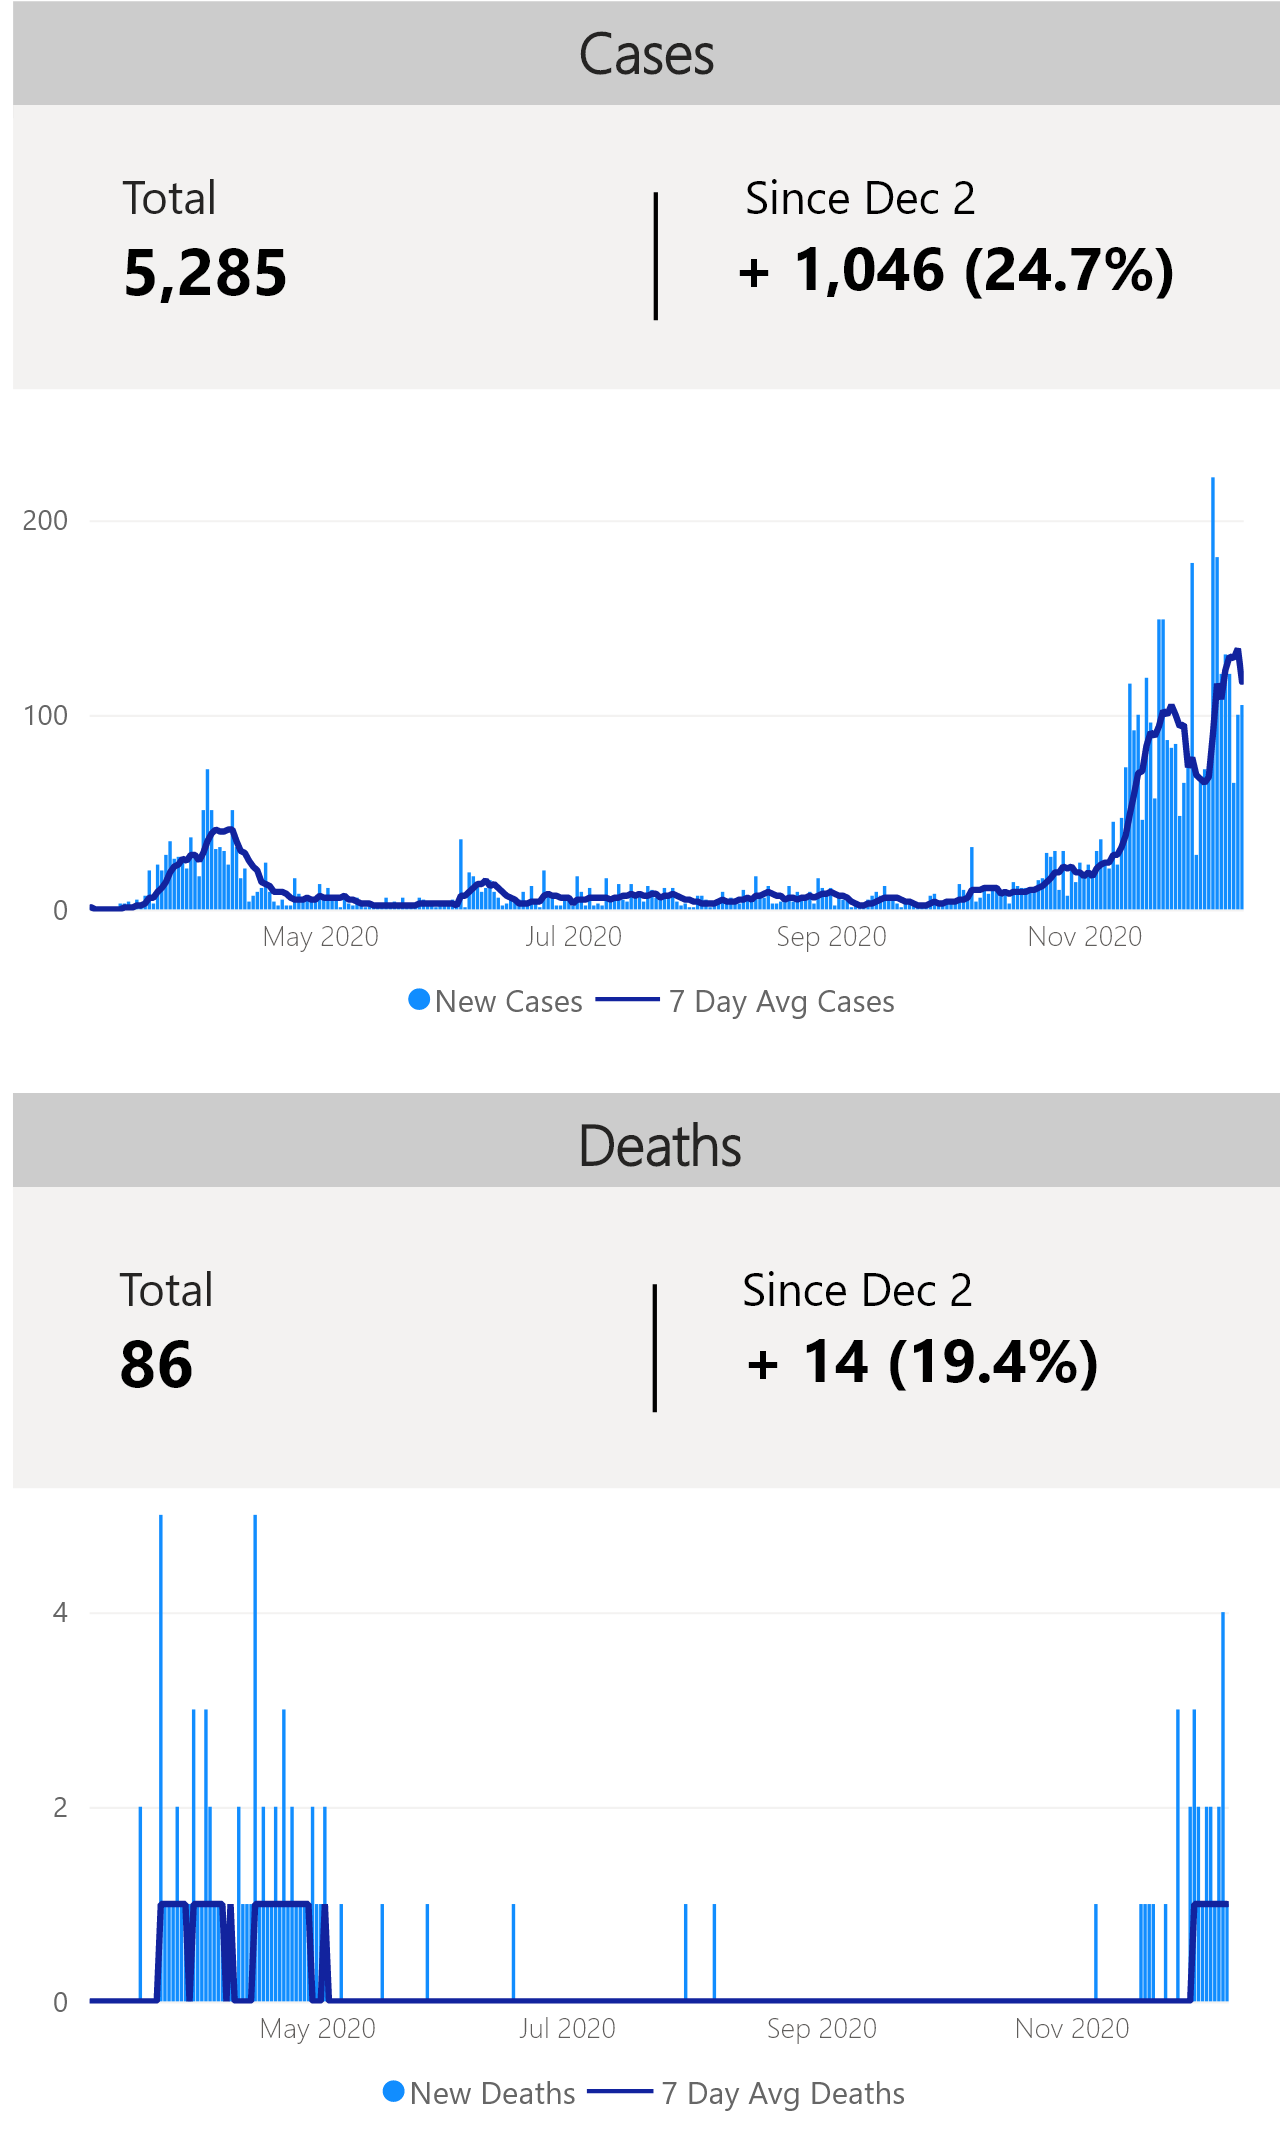 Cases
Total
Since Dec 2
5,285
+ 1,046 (24.7%)
200
100
0
May 2020
Jul 2020
Sep 2020
Nov 2020
New Cases
7 Day Avg Cases
Deaths
Total
Since Dec 2
86
+ 14 (19.4%)
4
2
0
May 2020
Jul 2020
Sep 2020
Nov 2020
New Deaths
7 Day Avg Deaths